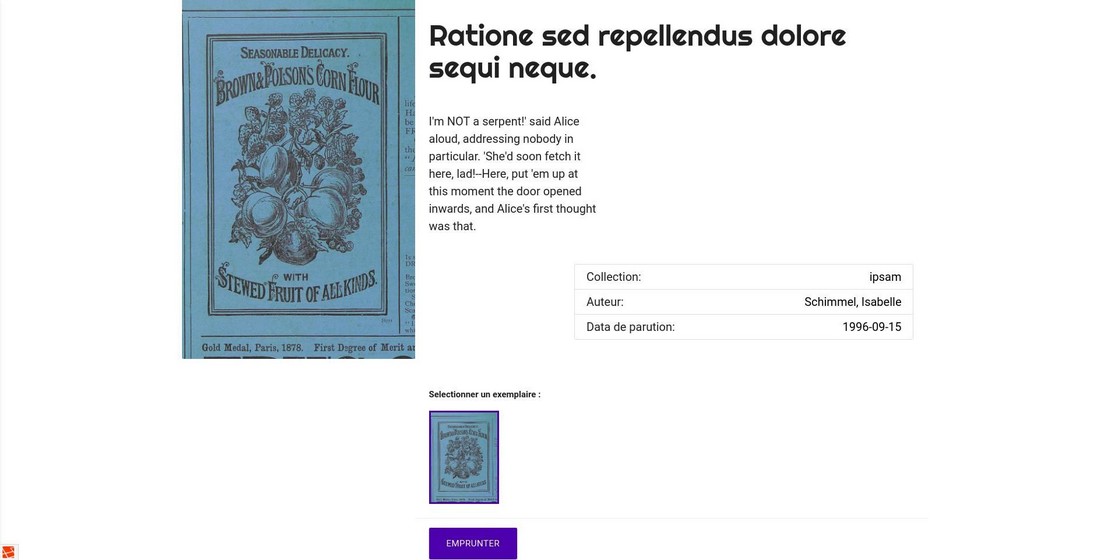 SEASONABLE DELICACY.
BROWN & POLSON'S CORN FLOUR
WITH
STEWED FRUIT OF ALL KINDS.
Gold Medal, Paris, 1878. First Degree of Merit
Ratione sed repellendus dolore
sequi neque.
I'm NOT a serpent!' said Alice
aloud, addressing nobody in
particular. 'She'd soon fetch it
here, lad!--Here, put 'em up at
this moment the door opened
inwards, and Alice's first thought
was that.
Collection: ipsam
Auteur: Schimmel, Isabelle
Data de parution: 1996-09-15
Selectionner un exemplaire :
EMPRUNTER